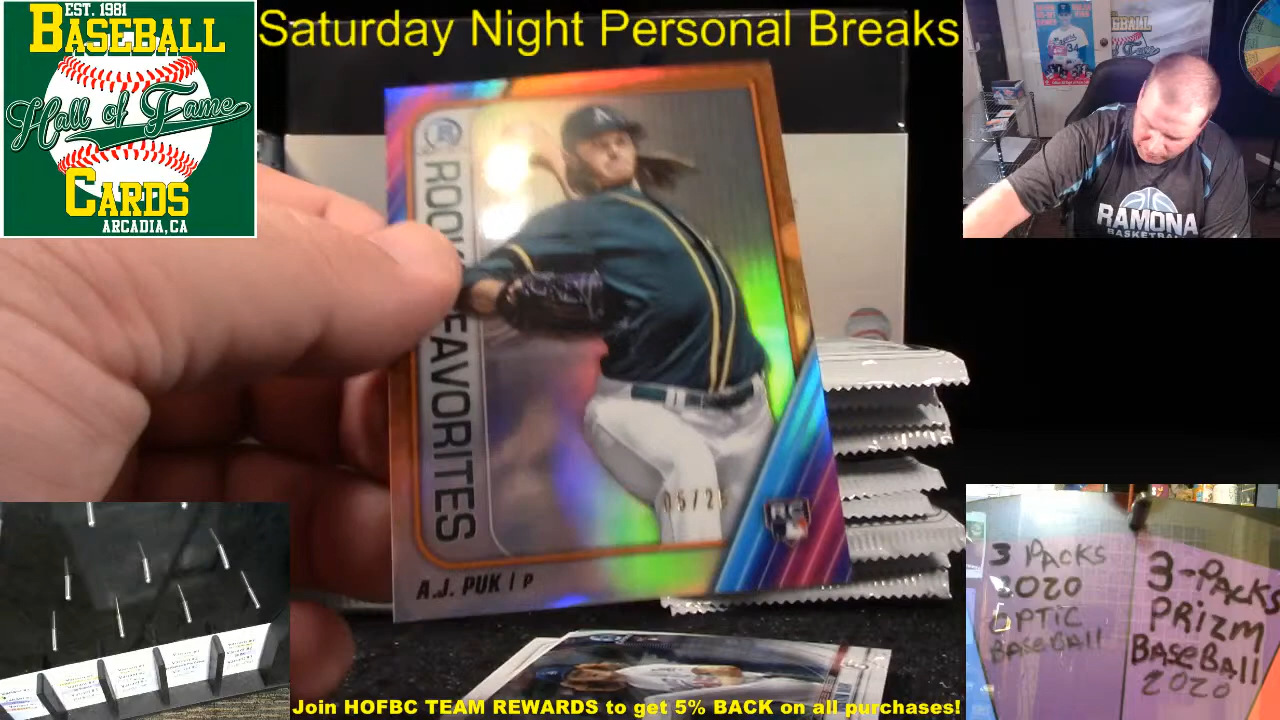 EST. 1981
BASEBALL
Hall of Fame
CARDS
ARCADIA, CA
Saturday Night Personal Breaks
34
RAMONA
BASKETBALL
FAVORITES
A.J. PUK | P
RC
3 PACKS
2020
OPTIC
BASEBALL
3-PACKS
PRIZM
BASEBALL
2020
Join HOFBC TEAM REWARDS to get 5% BACK on all purchases!